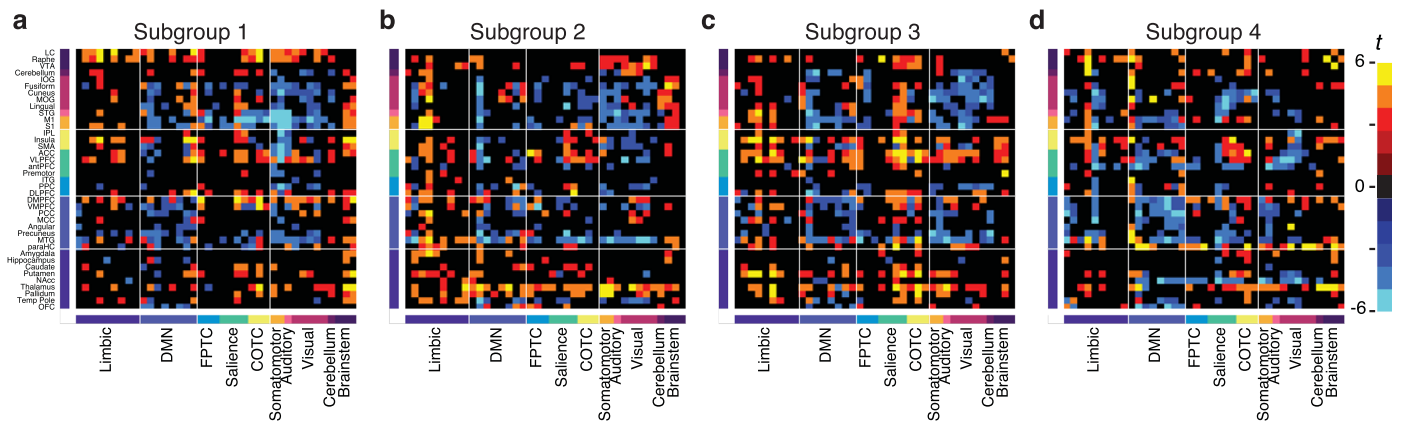 a
Subgroup 1
b
Subgroup 2
c
Subgroup 3
d
Subgroup 4
t
6
0
-6
LC
Raphe
VTA
Cerebellum
IOG
Fusiform
Cuneus
MOG
Lingual
STG
M1
S1
IPL
Insula
SMA
ACC
VLPFC
antPFC
Premotor
ITG
PPC
DLPFC
DMPFC
VMPFC
PCC
MCC
Angular
Precuneus
MTG
paraHC
Amygdala
Hippocampus
Caudate
Putamen
NAcc
Thalamus
Pallidum
Temp Pole
OFC
Limbic
DMN
FPTC
Salience
COTC
Somatomotor
Auditory
Visual
Cerebellum
Brainstem
Limbic
DMN
FPTC
Salience
COTC
Somatomotor
Auditory
Visual
Cerebellum
Brainstem
Limbic
DMN
FPTC
Salience
COTC
Somatomotor
Auditory
Visual
Cerebellum
Brainstem
Limbic
DMN
FPTC
Salience
COTC
Somatomotor
Auditory
Visual
Cerebellum
Brainstem